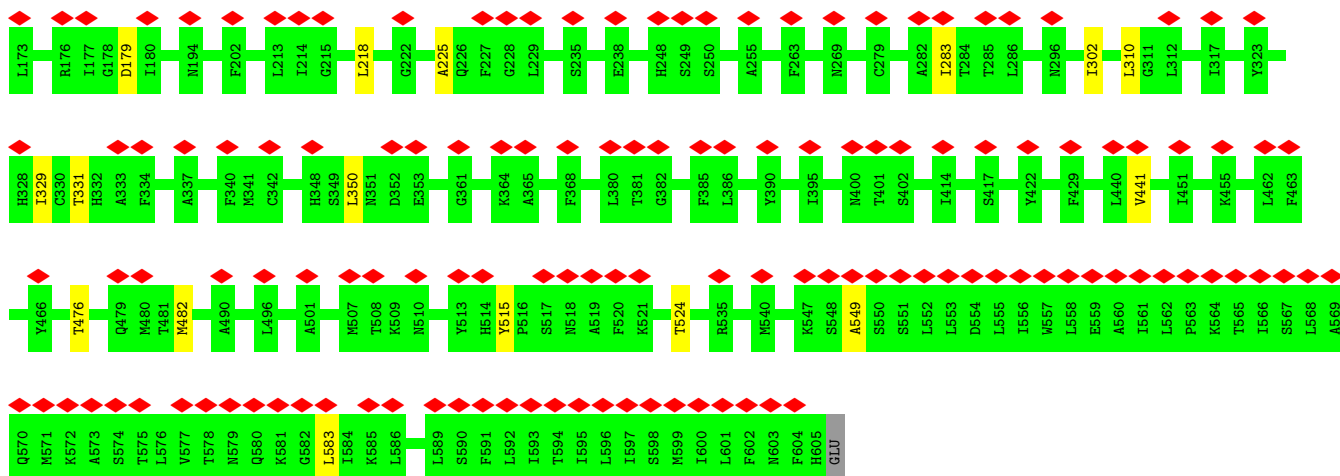 L173 R176 I177 G178 D179 I180 N194 F202 L213 I214 G215 L218 G222 A225 Q226 F227 G228 L229 S235 E238 H248 S249 S250 A255 F263 N269 C279 A282 I283 T284 T285 L286 N296 I302 L310 G311 L312 I317 Y323
H328 I329 C330 T331 H332 A333 F334 A337 F340 M341 C342 H348 S349 L350 N351 D352 E353 G361 K364 A365 F368 L380 T381 G382 F385 L386 Y390 I395 N400 T401 S402 I414 S417 Y422 F429 L440 V441 I451 K455 L462 F463
Y466 T476 Q479 M480 T481 M482 A490 L496 A501 M507 T508 K509 N510 Y513 H514 Y515 P516 S517 N518 A519 F520 K521 T524 R535 M540 K547 S548 A549 S550 S551 L552 L553 D554 L555 I556 W557 L558 E559 A560 I561 L562 P563 K564 T565 I566 S567 L568 A569
Q570 M571 K572 A573 S574 T575 L576 V577 T578 N579 Q580 K581 G582 L583 I584 K585 L586 L589 S590 F591 L592 I593 T594 I595 L596 I597 S598 M599 I600 L601 F602 N603 F604 H605 GLU